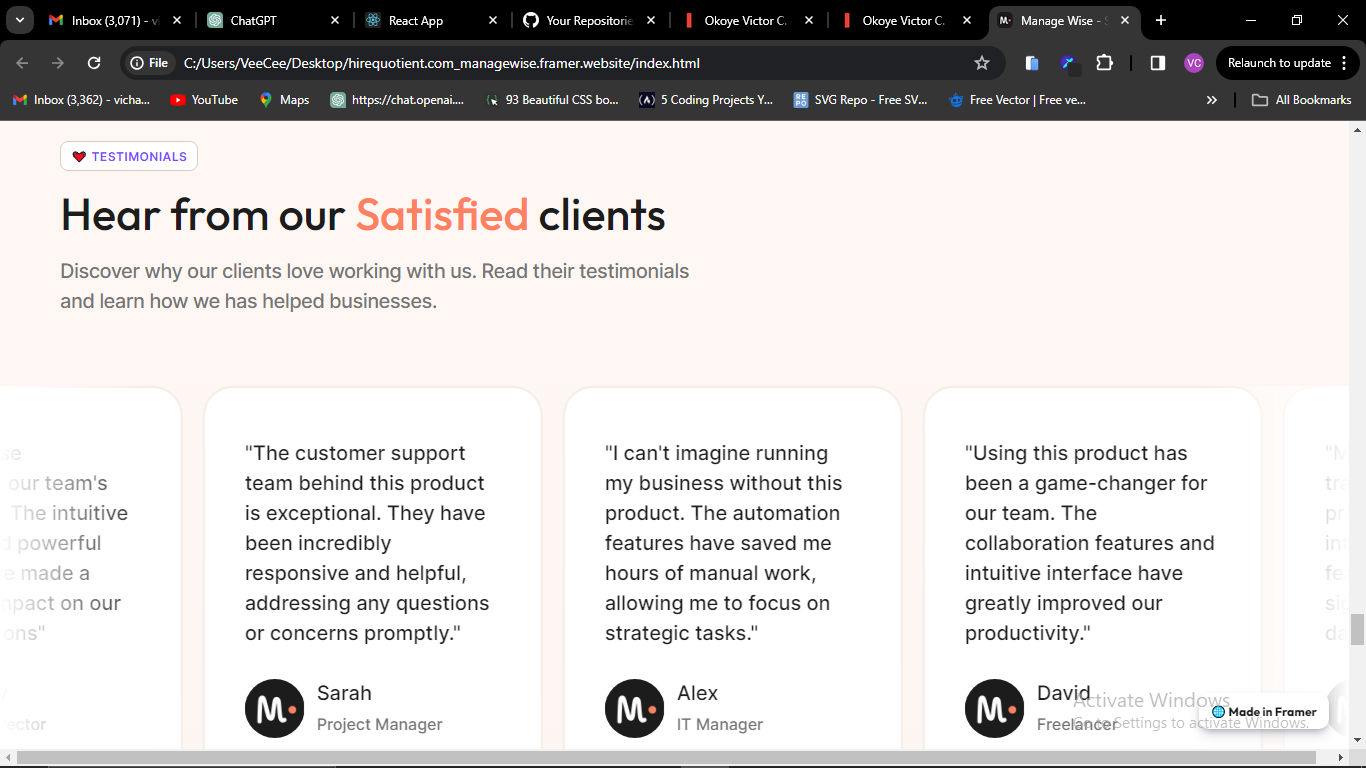 Inbox (3,071) - vi
ChatGPT
React App
Your Repositorie
Okoye Victor C.
Okoye Victor C.
Manage Wise - S
File
C:/Users/VeeCee/Desktop/hirequotient.com_managewise.framer.website/index.html
VC
Relaunch to update
Inbox (3,362) - vicha...
YouTube
Maps
https://chat.openai....
93 Beautiful CSS bo...
5 Coding Projects Y...
SVG Repo - Free SV...
Free Vector | Free ve...
All Bookmarks
TESTIMONIALS
Hear from our Satisfied clients
Discover why our clients love working with us. Read their testimonials
and learn how we has helped businesses.
se
our team's
The intuitive
d powerful
e made a
mpact on our
ons"
ector
"The customer support
team behind this product
is exceptional. They have
been incredibly
responsive and helpful,
addressing any questions
or concerns promptly."
M.
Sarah
Project Manager
"I can't imagine running
my business without this
product. The automation
features have saved me
hours of manual work,
allowing me to focus on
strategic tasks."
M.
Alex
IT Manager
"Using this product has
been a game-changer for
our team. The
collaboration features and
intuitive interface have
greatly improved our
productivity."
M.
David
Freelancer
Activate Windows
Go to Settings to activate Windows.
Made in Framer